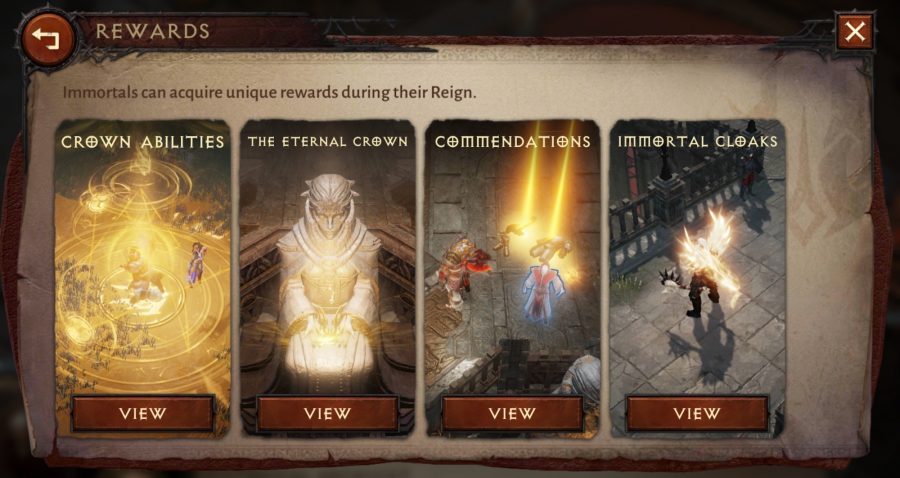 REWARDS
Immortals can acquire unique rewards during their Reign.
CROWN ABILITIES
THE ETERNAL CROWN
COMMENDATIONS
IMMORTAL CLOAKS
VIEW
VIEW
VIEW
VIEW